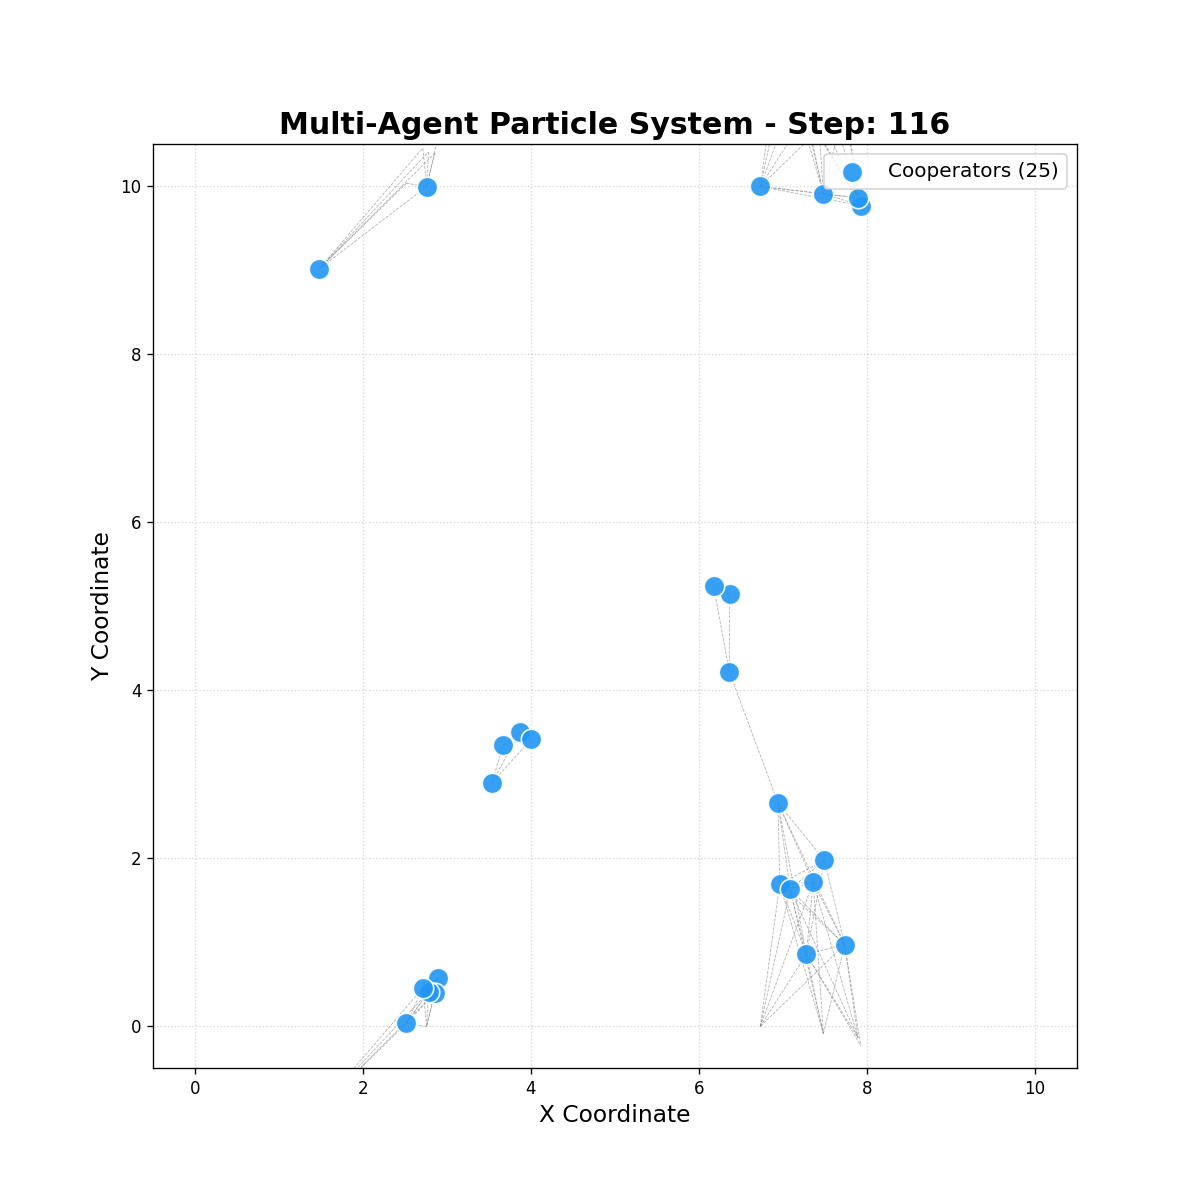 Multi-Agent Particle System - Step: 116
Cooperators (25)
10
8
6
4
2
0
Y Coordinate
0 2 4 6 8 10
X Coordinate